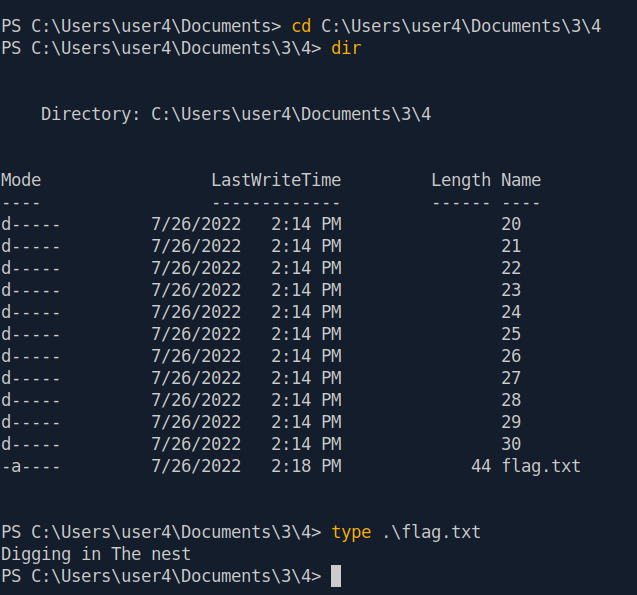 PS C:\Users\user4\Documents> cd C:\Users\user4\Documents\3\4
PS C:\Users\user4\Documents\3\4> dir
    Directory: C:\Users\user4\Documents\3\4
Mode                 LastWriteTime         Length Name
----                 -------------         ------ ----
d-----         7/26/2022   2:14 PM                20
d-----         7/26/2022   2:14 PM                21
d-----         7/26/2022   2:14 PM                22
d-----         7/26/2022   2:14 PM                23
d-----         7/26/2022   2:14 PM                24
d-----         7/26/2022   2:14 PM                25
d-----         7/26/2022   2:14 PM                26
d-----         7/26/2022   2:14 PM                27
d-----         7/26/2022   2:14 PM                28
d-----         7/26/2022   2:14 PM                29
d-----         7/26/2022   2:14 PM                30
-a----         7/26/2022   2:18 PM             44 flag.txt
PS C:\Users\user4\Documents\3\4> type .\flag.txt
Digging in The nest
PS C:\Users\user4\Documents\3\4>